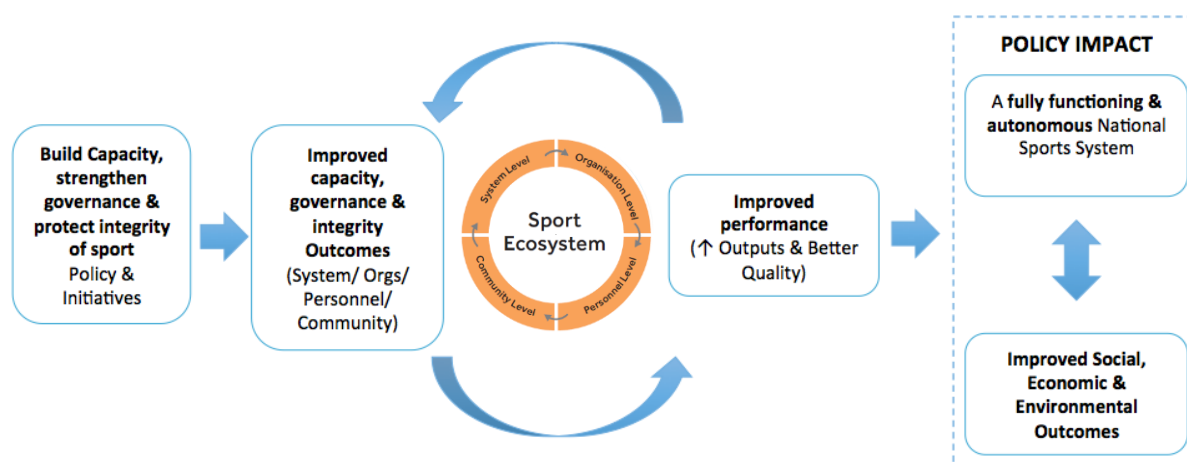 Build Capacity,
strengthen
governance &
protect integrity
of sport
Policy &
Initiatives
Improved
capacity,
governance &
integrity
Outcomes
(System/ Orgs/
Personnel/
Community)
System Level
Organisation Level
Personnel Level
Community Level
Sport
Ecosystem
Improved
performance
(↑ Outputs & Better
Quality)
POLICY IMPACT
A fully functioning &
autonomous National
Sports System
Improved Social,
Economic &
Environmental
Outcomes